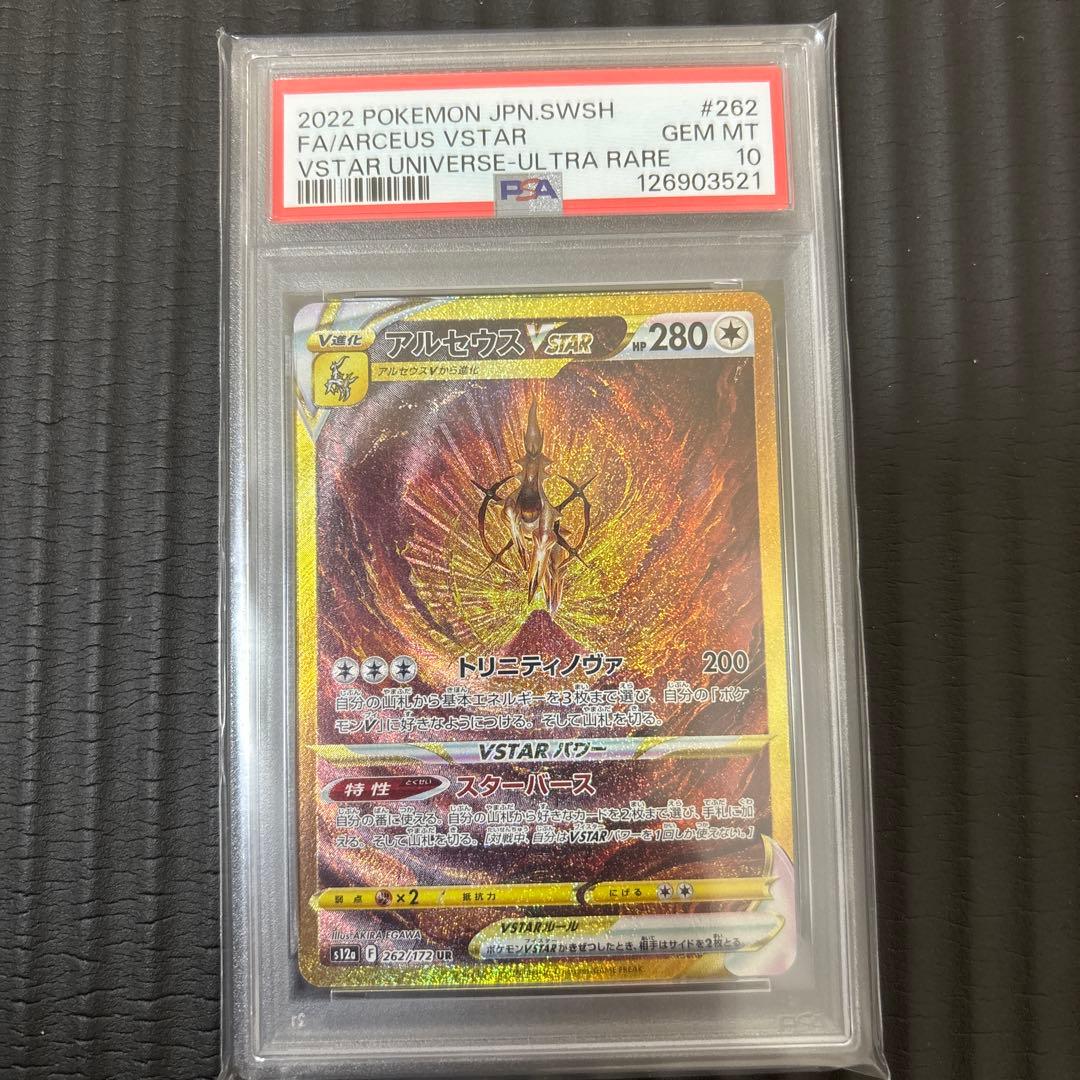 2022 POKEMON JPN.SWSH #262
FA/ARCEUS VSTAR GEM MT
VSTAR UNIVERSE-ULTRA RARE 10
PSA 126903521
V進化 アルセウス VSTAR HP 280
アルセウスVから進化
トリニティノヴァ 200
自分の山札から基本エネルギーを3枚まで選び、自分の「ポケ
モンV」に好きなようにつける。そして山札を切る。
VSTARパワー
特性 とくせい スターバース
自分の番に使える。自分の山札から好きなカードを2枚まで選び、手札に加
える。そして山札を切る。[対戦中、自分はVSTARパワーを1回しか使えない。]
弱点 ×2 抵抗力 にげる
Illus. AKIRA EGAWA
VSTARルール
ポケモンVSTARがきぜつしたとき、相手はサイドを2枚とる。
s12a F 262/172 UR